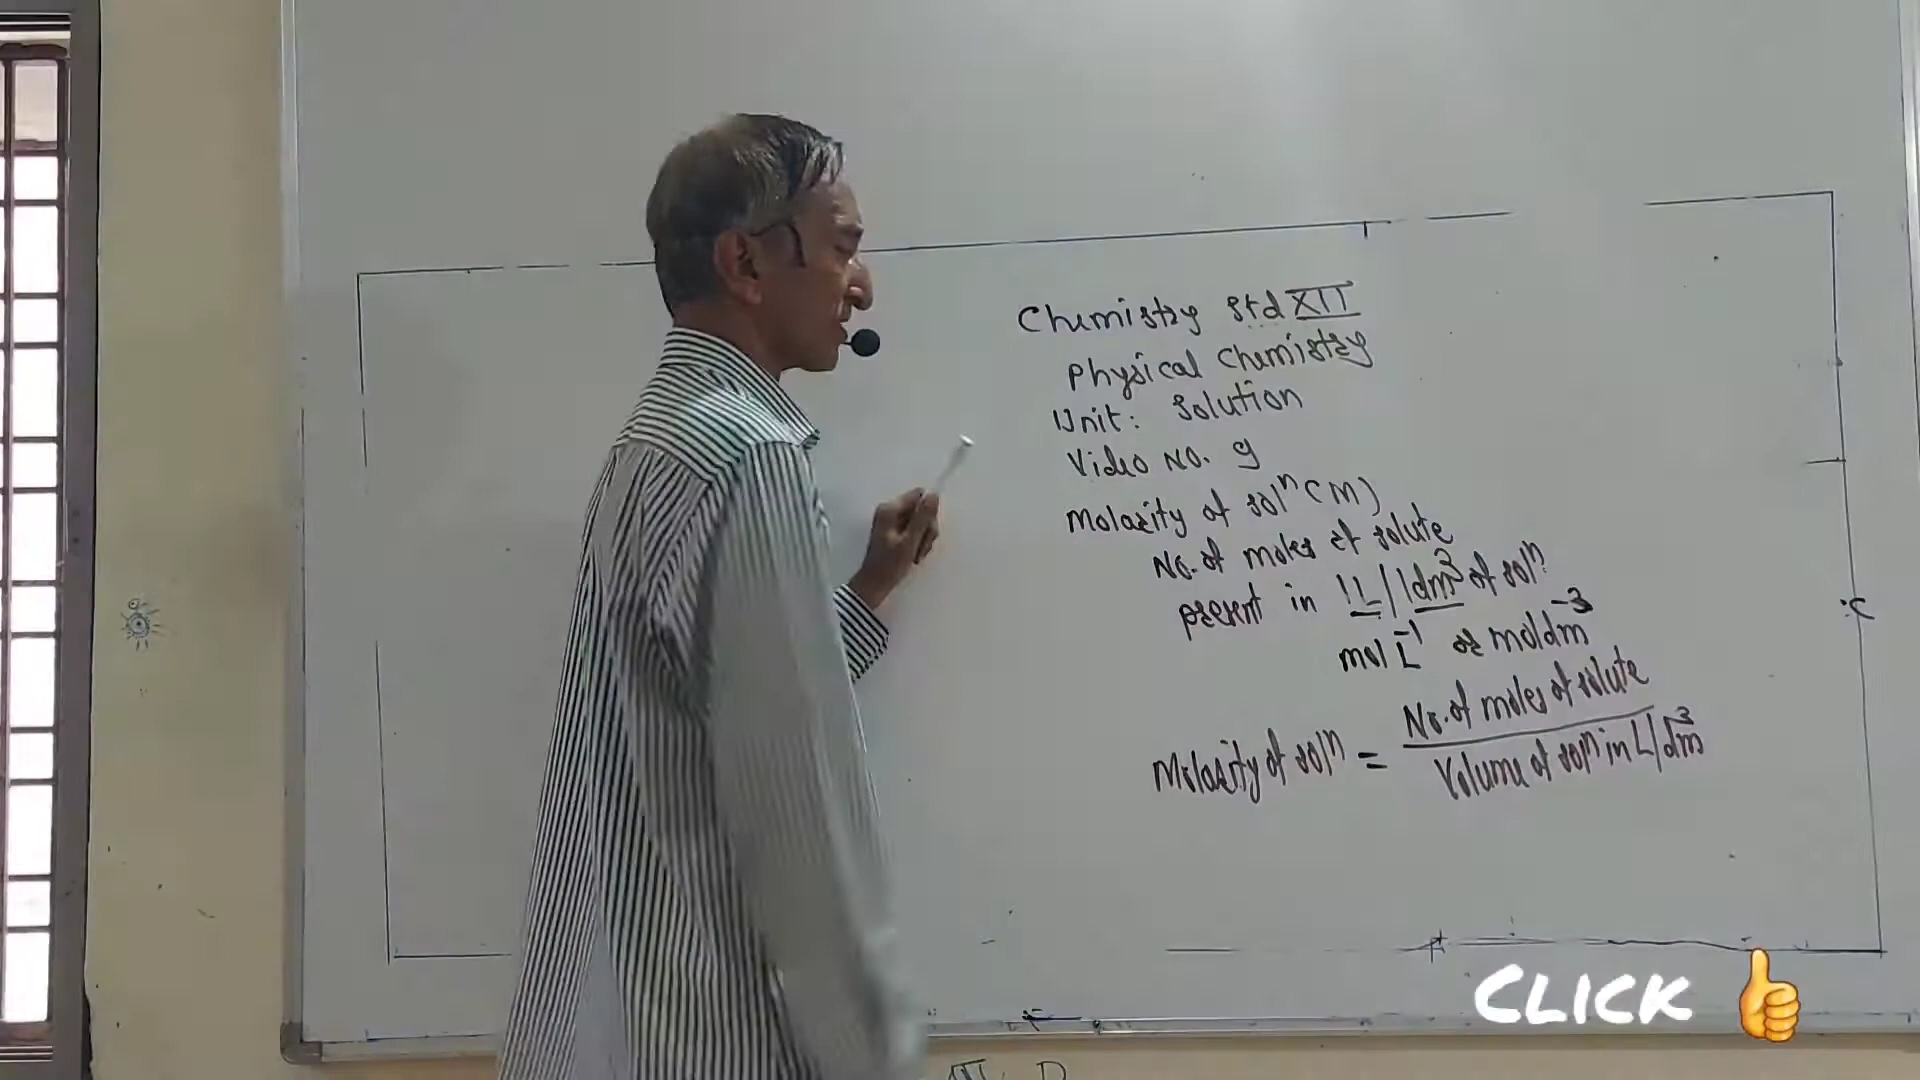 Chemistry Std XII
Physical Chemistry
Unit: Solution
Video No. 9
Molarity of solⁿ (M)
No. of moles of solute
present in 1L/1dm³ of solⁿ
mol L⁻¹ or mol dm⁻³
Molarity of solⁿ = No. of moles of solute
Volume of solⁿ in L/dm³
CLICK 👍